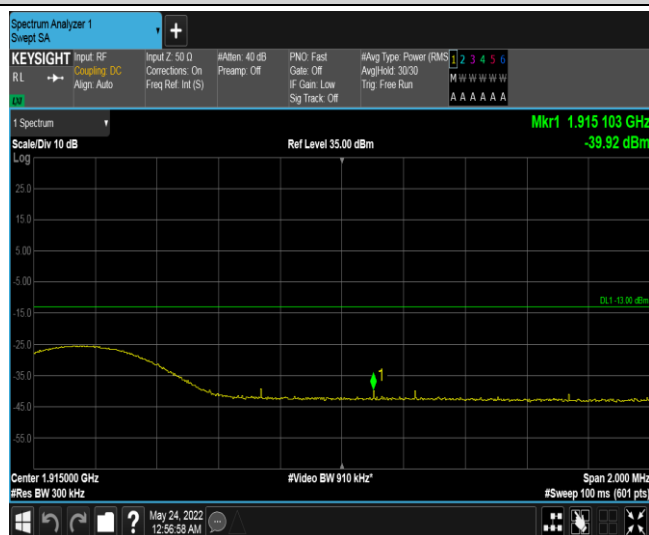 Spectrum Analyzer 1
Swept SA
+
KEYSIGHT
RL
LXI
Input: RF
Coupling: DC
Align: Auto
Input Z: 50 Ω
Corrections: On
Freq Ref: Int (S)
#Atten: 40 dB
Preamp: Off
PNO: Fast
Gate: Off
IF Gain: Low
Sig Track: Off
#Avg Type: Power (RMS
Avg|Hold: 30/30
Trig: Free Run
1 2 3 4 5 6
M W W W W W
A A A A A A
1 Spectrum
Scale/Div 10 dB
Log
Ref Level 35.00 dBm
Mkr1 1.915 103 GHz
-39.92 dBm
25.0
15.0
5.00
-5.00
DL1 -13.00 dBm
-15.0
-25.0
-35.0
1
-45.0
-55.0
Center 1.915000 GHz
#Res BW 300 kHz
#Video BW 910 kHz*
Span 2.000 MHz
#Sweep 100 ms (601 pts)
?
May 24, 2022
12:56:58 AM